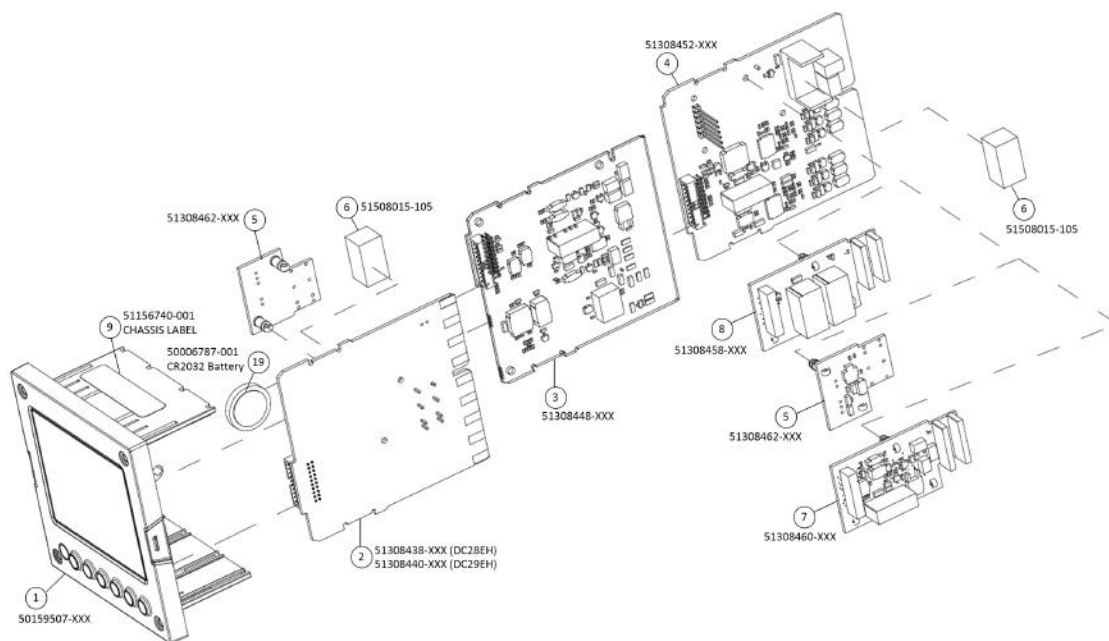 51308452-XXX
4
6
51508015-105
51308462-XXX
5
6
51508015-105
9
51156740-001
CHASSIS LABEL
50006787-001
CR2032 Battery
19
8
51308458-XXX
3
51308448-XXX
5
51308462-XXX
7
51308460-XXX
2
51308438-XXX (DC28EH)
51308440-XXX (DC29EH)
1
50159507-XXX